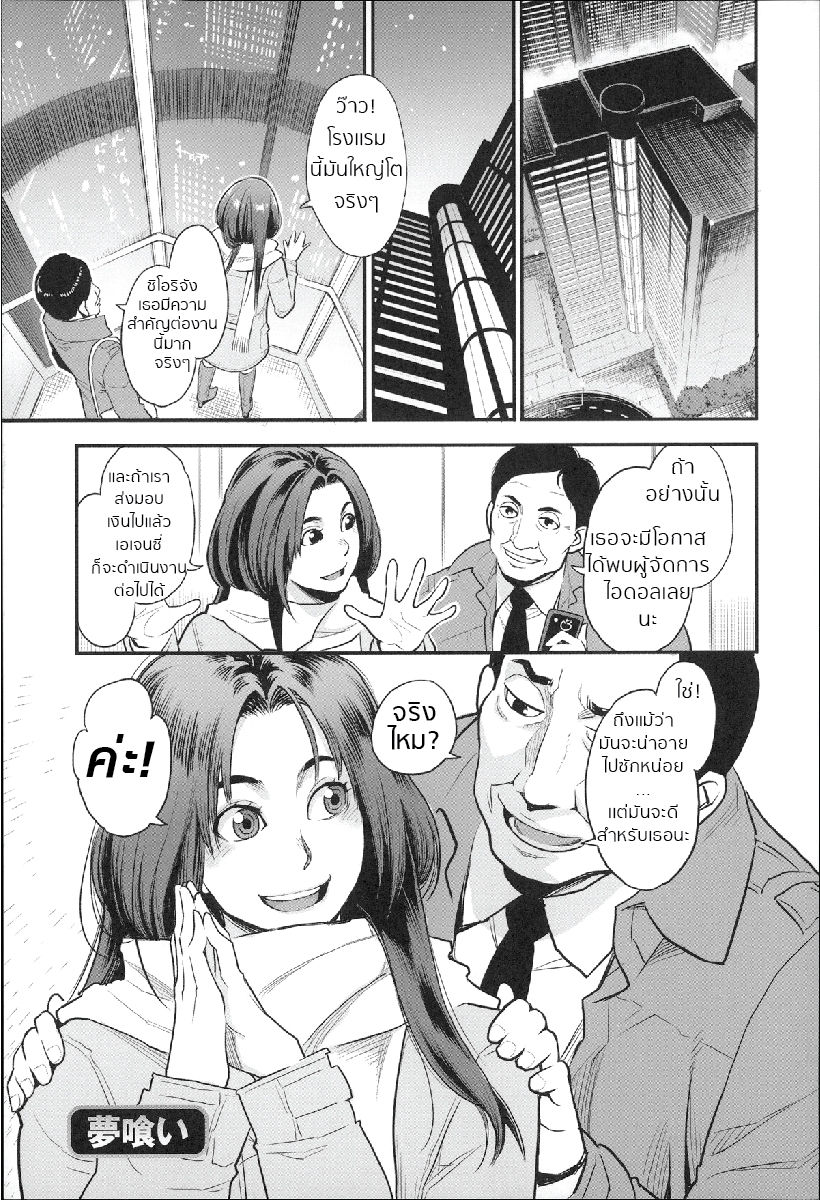 ว๊าว!
โรงแรม
นี้มันใหญ่โต
จริงๆ
ชิโอริจัง
เธอมีความ
สำคัญต่องาน
นี้มาก
จริงๆ
ถ้า
อย่างนั้น
เธอจะมีโอกาส
ได้พบผู้จัดการ
ไอดอลเลย
นะ
และถ้าเรา
ส่งมอบ
เงินไปแล้ว
เอเจนซี่
ก็จะดำเนินงาน
ต่อไปได้
ใช่!
ถึงแม้ว่า
มันจะน่าอาย
ไปซักหน่อย
...
แต่มันจะดี
สำหรับเธอนะ
จริง
ไหม?
ค่ะ!
夢喰い